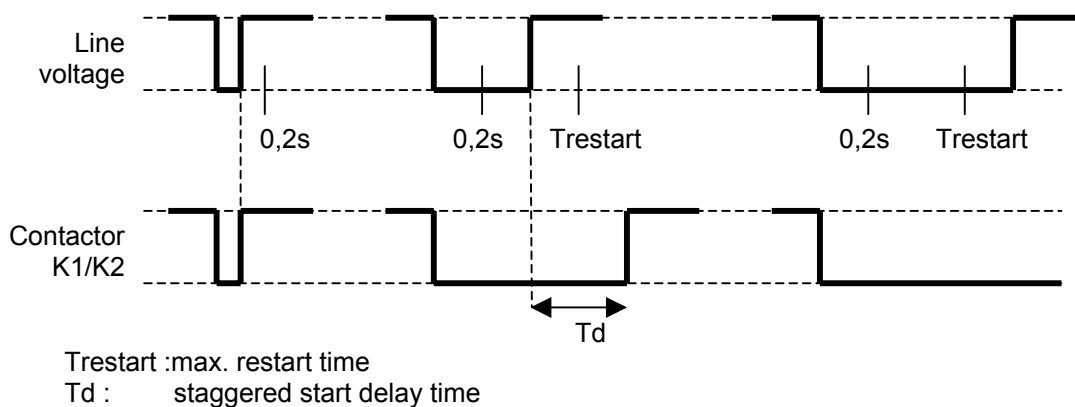 Line
voltage
0,2s
0,2s
Trestart
0,2s
Trestart
Contactor
K1/K2
Td
Trestart :max. restart time
Td : staggered start delay time